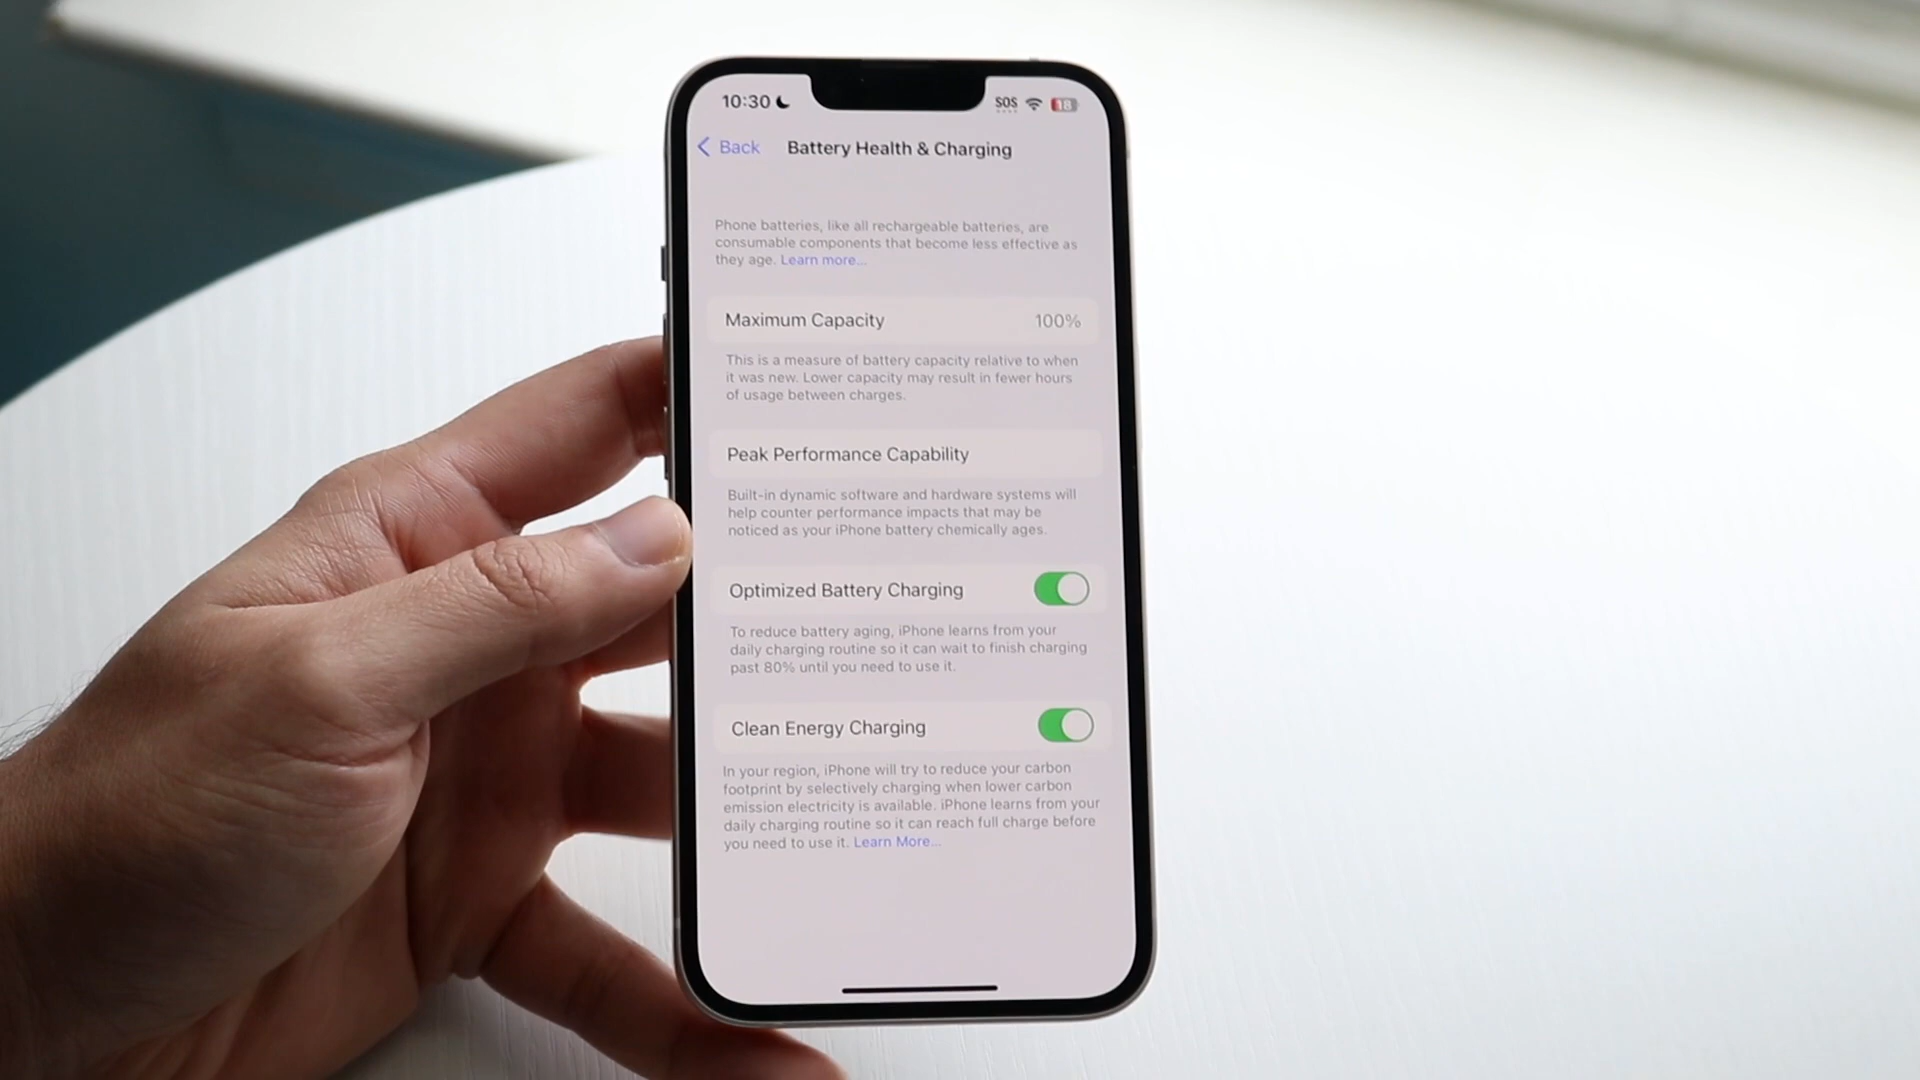 10:30 SOS 18
Back Battery Health & Charging
Phone batteries, like all rechargeable batteries, are
consumable components that become less effective as
they age. Learn more...
Maximum Capacity 100%
This is a measure of battery capacity relative to when
it was new. Lower capacity may result in fewer hours
of usage between charges.
Peak Performance Capability
Built-in dynamic software and hardware systems will
help counter performance impacts that may be
noticed as your iPhone battery chemically ages.
Optimized Battery Charging
To reduce battery aging, iPhone learns from your
daily charging routine so it can wait to finish charging
past 80% until you need to use it.
Clean Energy Charging
In your region, iPhone will try to reduce your carbon
footprint by selectively charging when lower carbon
emission electricity is available. iPhone learns from your
daily charging routine so it can reach full charge before
you need to use it. Learn More...